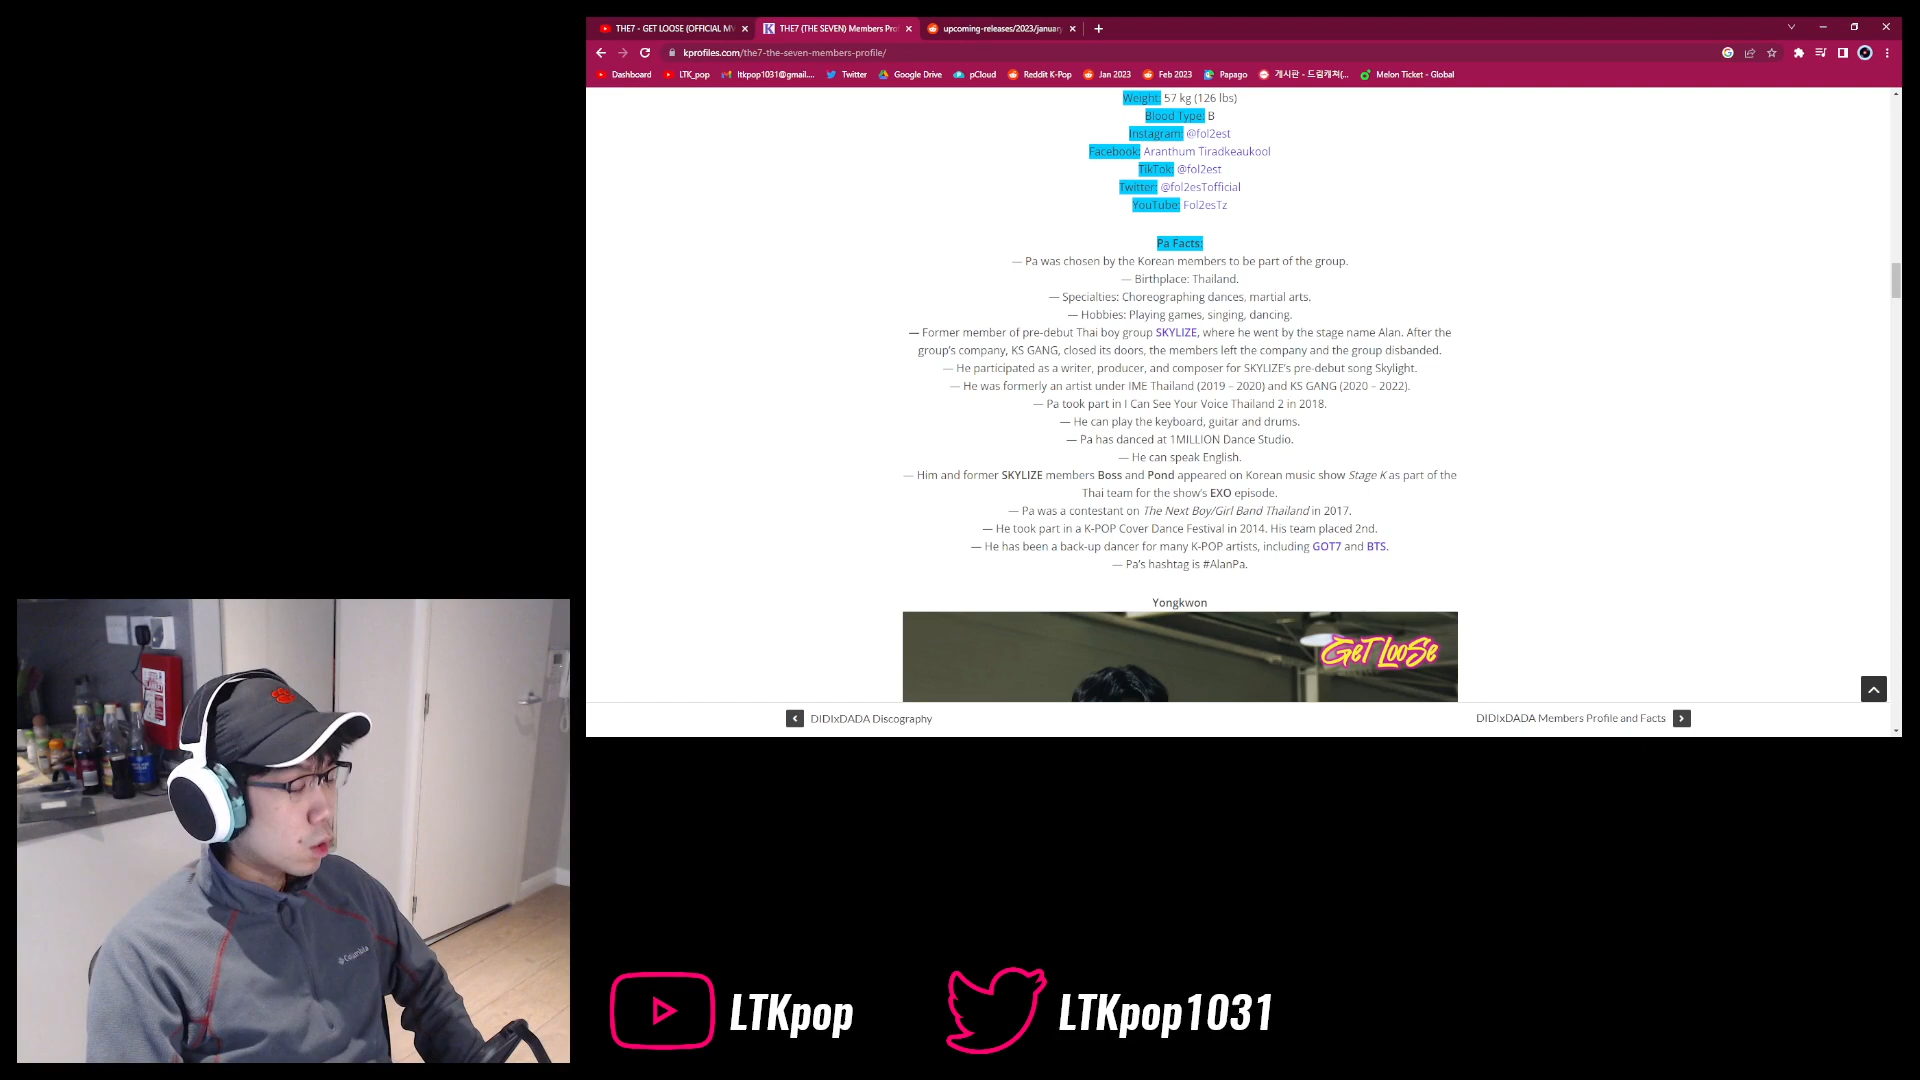 THE7 - GET LOOSE (OFFICIAL MV
THE7 (THE SEVEN) Members Pro
upcoming-releases/2023/januar
kprofiles.com/the7-the-seven-members-profile/
Dashboard
LTK_pop
ltkpop1031@gmail....
Twitter
Google Drive
pCloud
Reddit K-Pop
Jan 2023
Feb 2023
Papago
게시판 - 드림캐쳐(...
Melon Ticket - Global
Weight: 57 kg (126 lbs)
Blood Type: B
Instagram: @fol2est
Facebook: Aranthum Tiradkeaukool
TikTok: @fol2est
Twitter: @fol2esTofficial
YouTube: Fol2esTz
Pa Facts:
— Pa was chosen by the Korean members to be part of the group.
— Birthplace: Thailand.
— Specialties: Choreographing dances, martial arts.
— Hobbies: Playing games, singing, dancing.
— Former member of pre-debut Thai boy group SKYLIZE, where he went by the stage name Alan. After the
group's company, KS GANG, closed its doors, the members left the company and the group disbanded.
— He participated as a writer, producer, and composer for SKYLIZE's pre-debut song Skylight.
— He was formerly an artist under IME Thailand (2019 – 2020) and KS GANG (2020 – 2022).
— Pa took part in I Can See Your Voice Thailand 2 in 2018.
— He can play the keyboard, guitar and drums.
— Pa has danced at 1MILLION Dance Studio.
— He can speak English.
— Him and former SKYLIZE members Boss and Pond appeared on Korean music show Stage K as part of the
Thai team for the show's EXO episode.
— Pa was a contestant on The Next Boy/Girl Band Thailand in 2017.
— He took part in a K-POP Cover Dance Festival in 2014. His team placed 2nd.
— He has been a back-up dancer for many K-POP artists, including GOT7 and BTS.
— Pa's hashtag is #AlanPa.
Yongkwon
GeT LooSe
DIDIxDADA Discography
DIDIxDADA Members Profile and Facts
Columbia
LTKpop
LTKpop1031